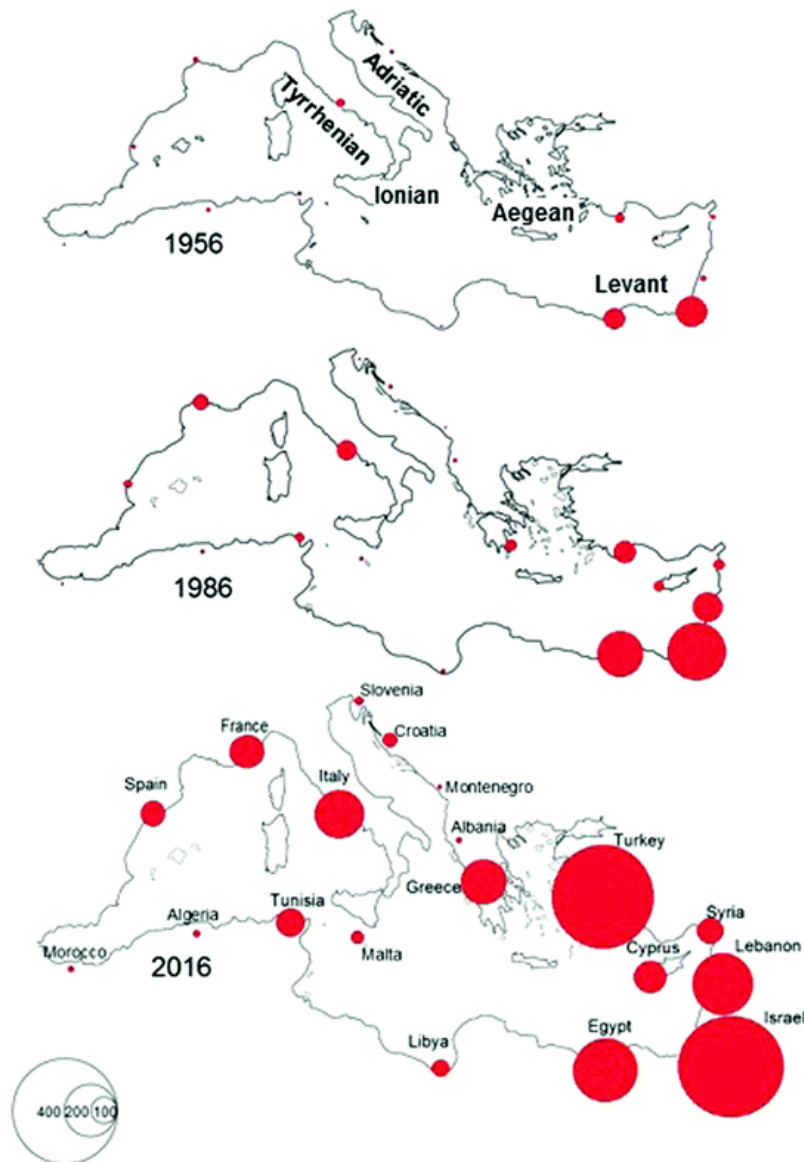 Adriatic
Tyrrhenian
Ionian
Aegean
1956
Levant
1986
Slovenia
France
Croatia
Spain
Italy
Montenegro
Albania
Turkey
Greece
Tunisia
Algeria
Syria
Morocco
2016
Malta
Cyprus
Lebanon
Israel
Egypt
Libya
400 200 100